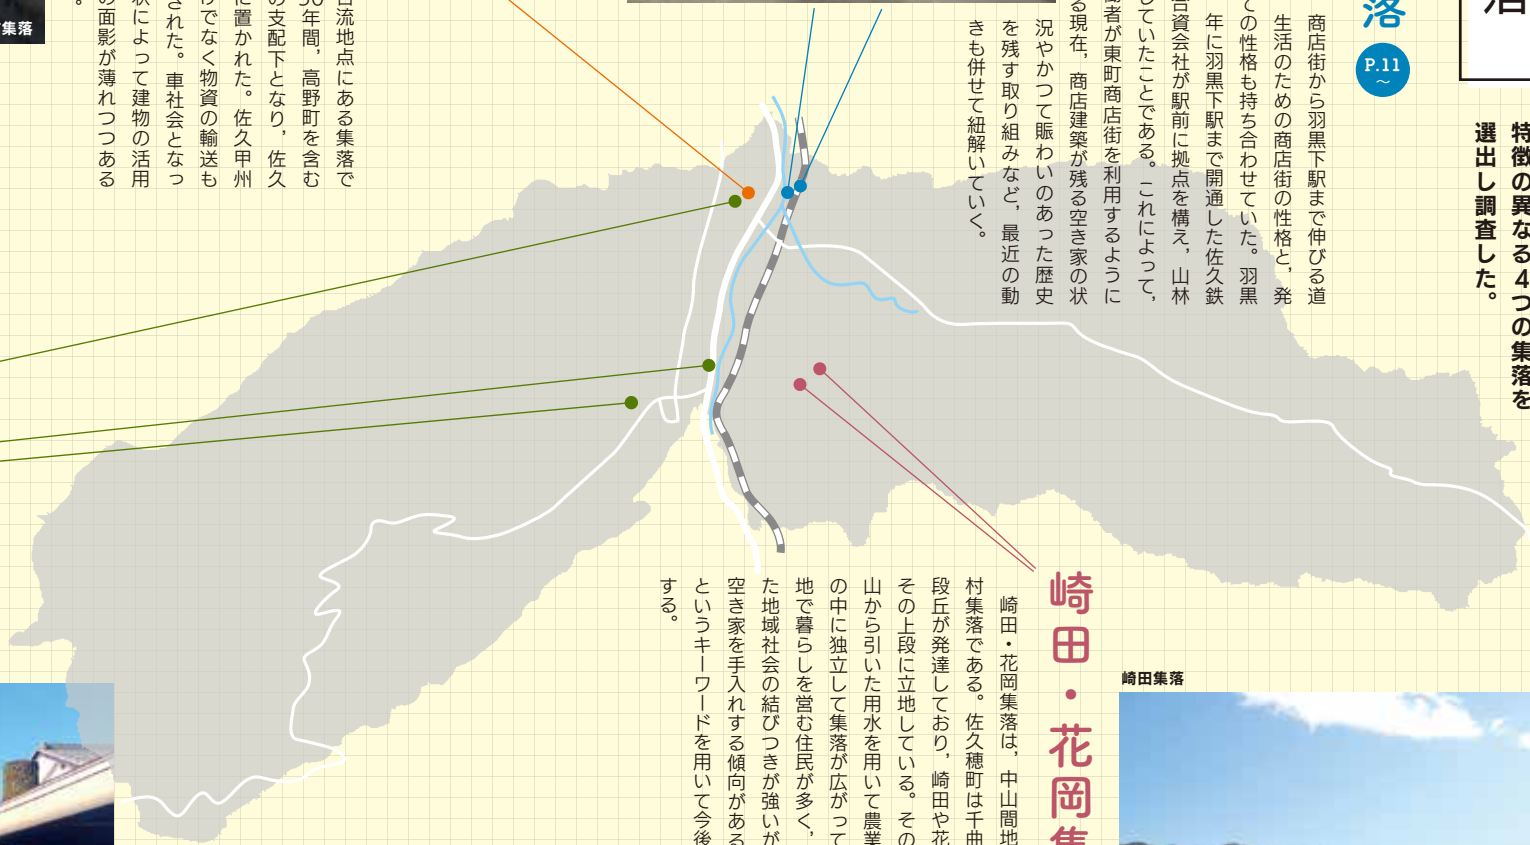 活
特徴の異なる４つの集落を
選出し調査した。
落
P.11
～
商店街から羽黒下駅まで伸びる道
生活のための商店街の性格と，発
ての性格も持ち合わせていた。羽黒
年に羽黒下駅まで開通した佐久鉄
合資会社が駅前に拠点を構え，山林
していたことである。これによって，
働者が東町商店街を利用するように
る現在，商店建築が残る空き家の状
況やかつて賑わいのあった歴史
を残す取り組みなど，最近の動
きも併せて紐解いていく。
合流地点にある集落で
年間，高野町を含む
の支配下となり，佐久
に置かれた。佐久甲州
けでなく物資の輸送も
された。車社会となっ
状によって建物の活用
の面影が薄れつつある
。
集落
崎田・花岡集
崎田・花岡集落は，中山間地
村集落である。佐久穂町は千曲
段丘が発達しており，崎田や花
その上段に立地している。その
山から引いた用水を用いて農業
の中に独立して集落が広がって
地で暮らしを営む住民が多く，
た地域社会の結びつきが強いが
空き家を手入れする傾向がある
というキーワードを用いて今後
する。
崎田集落